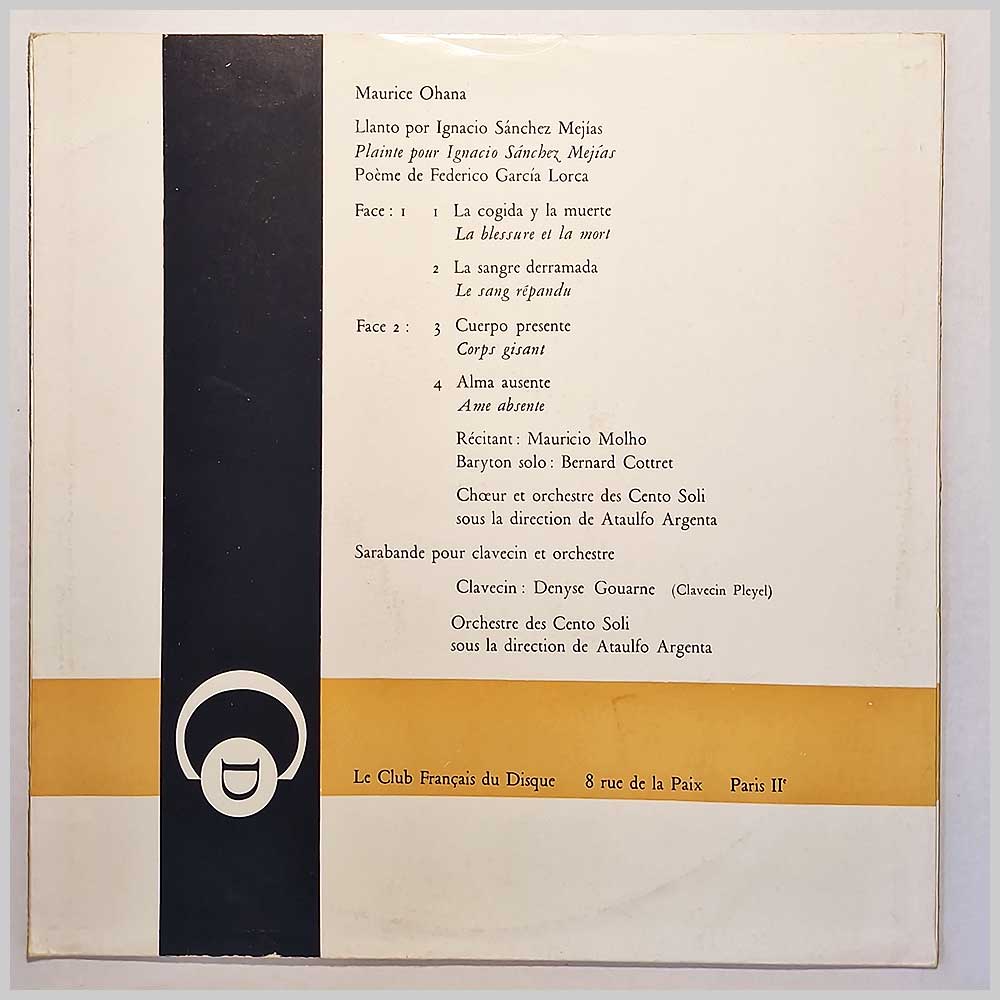 Maurice Ohana
Llanto por Ignacio Sánchez Mejías
Plainte pour Ignacio Sánchez Mejías
Poème de Federico García Lorca
Face : 1 1 La cogida y la muerte
La blessure et la mort
2 La sangre derramada
Le sang répandu
Face 2 : 3 Cuerpo presente
Corps gisant
4 Alma ausente
Ame absente
Récitant : Mauricio Molho
Baryton solo : Bernard Cottret
Chœur et orchestre des Cento Soli
sous la direction de Ataulfo Argenta
Sarabande pour clavecin et orchestre
Clavecin : Denyse Gouarne (Clavecin Pleyel)
Orchestre des Cento Soli
sous la direction de Ataulfo Argenta
D
Le Club Français du Disque 8 rue de la Paix Paris IIe